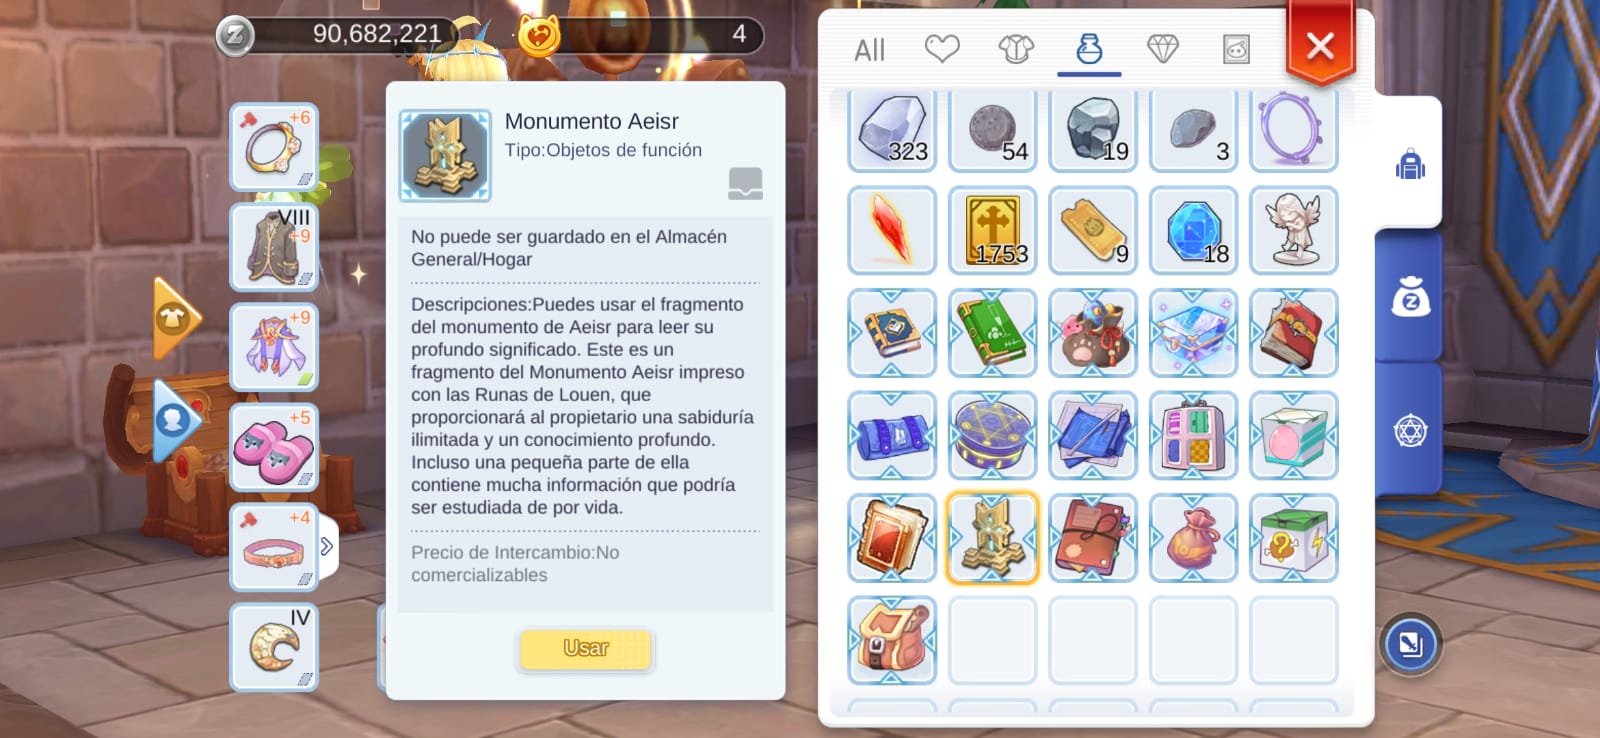 90,682,221
4
All
+6
VIII
+9
+9
+5
+4
IV
Monumento Aeisr
Tipo:Objetos de función
No puede ser guardado en el Almacén
General/Hogar
Descripciones:Puedes usar el fragmento
del monumento de Aeisr para leer su
profundo significado. Este es un
fragmento del Monumento Aeisr impreso
con las Runas de Louen, que
proporcionará al propietario una sabiduría
ilimitada y un conocimiento profundo.
Incluso una pequeña parte de ella
contiene mucha información que podría
ser estudiada de por vida.
Precio de Intercambio:No
comercializables
Usar
323
54
19
3
1753
9
18